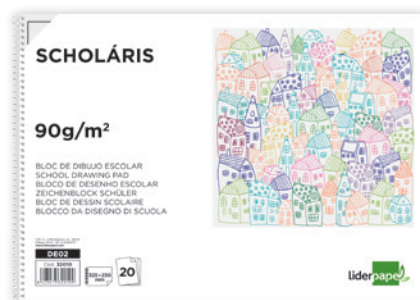 SCHOLÁRIS
90g/m²
BLOC DE DIBUJO ESCOLAR
SCHOOL DRAWING PAD
BLOCO DE DESENHO ESCOLAR
ZEICHENBLOCK SCHÜLER
BLOC DE DESSIN SCOLAIRE
BLOCCO DA DISEGNO DI SCUOLA
DE02
20
liderpapel